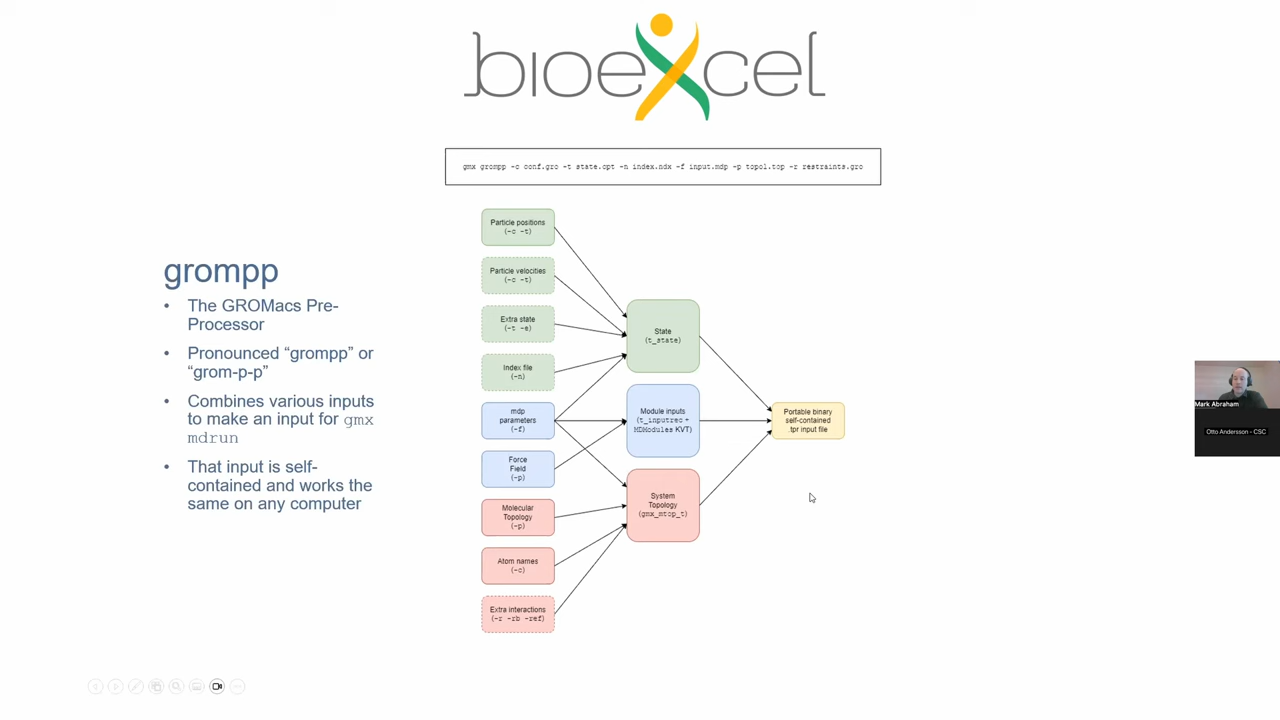 bioexcel
gmx grompp -c conf.gro -t state.cpt -n index.ndx -f input.mdp -p topol.top -r restraints.gro
grompp
• The GROMacs Pre-
Processor
• Pronounced “grompp” or
“grom-p-p”
• Combines various inputs
to make an input for gmx
mdrun
• That input is self-
contained and works the
same on any computer
Particle positions
(-c -t)
Particle velocities
(-c -t)
Extra state
(-t -e)
Index file
(-n)
mdp
parameters
(-f)
Force
Field
(-p)
Molecular
Topology
(-p)
Atom names
(-c)
Extra interactions
(-r -rb -ref)
State
(t_state)
Module inputs
(t_inputrec +
MDModules KVT)
System
Topology
(gmx_mtop_t)
Portable binary
self-contained
.tpr input file
Mark Abraham
Otto Andersson - CSC